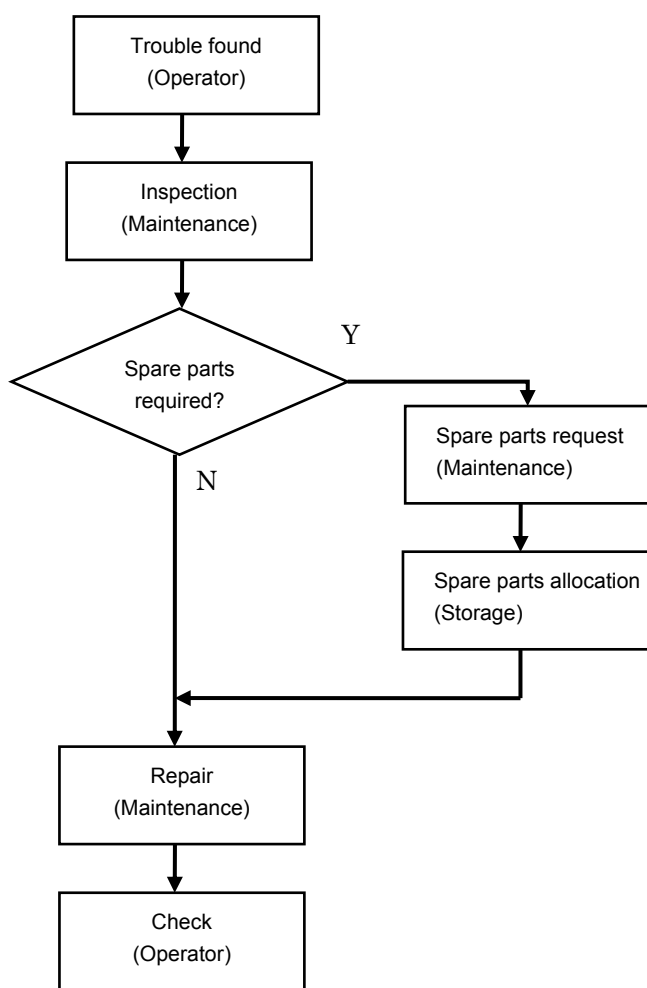 Trouble found
(Operator)
Inspection
(Maintenance)
Spare parts
required?
Y
N
Spare parts request
(Maintenance)
Spare parts allocation
(Storage)
Repair
(Maintenance)
Check
(Operator)